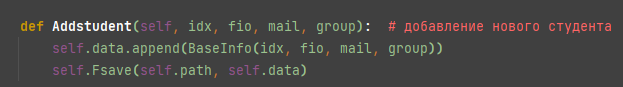 def Addstudent(self, idx, fio, mail, group):  # добавление нового студента
    self.data.append(BaseInfo(idx, fio, mail, group))
    self.Fsave(self.path, self.data)